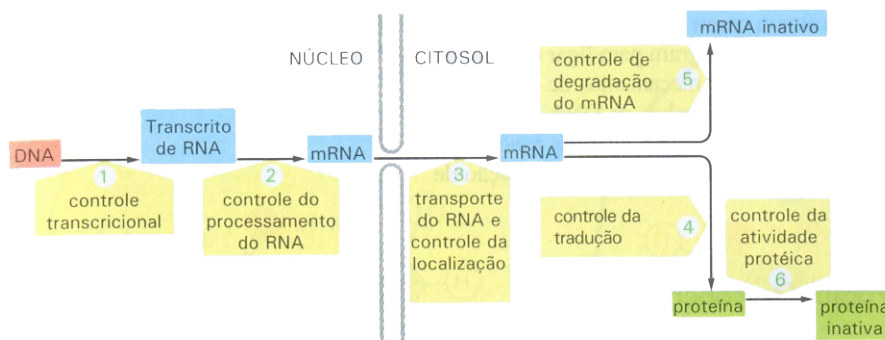 NÚCLEO
CITOSOL
mRNA inativo
controle de
degradação
do mRNA
5
DNA
Transcrito
de RNA
mRNA
mRNA
1
controle
transcricional
2
controle do
processamento
do RNA
3
transporte
do RNA e
controle da
localização
controle da
tradução
4
controle da
atividade
protéica
6
proteína
proteína
inativa